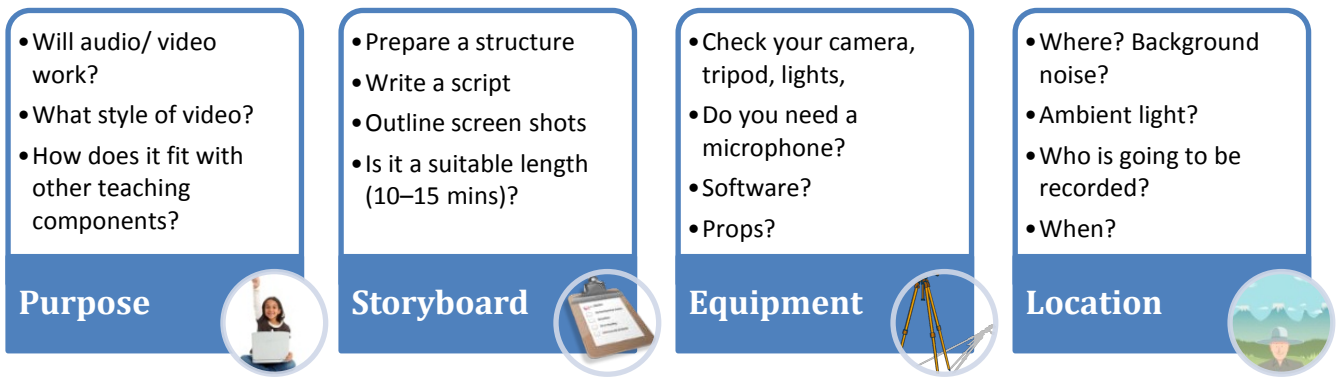 •Will audio/ video
work?
•What style of video?
•How does it fit with
other teaching
components?
Purpose
•Prepare a structure
•Write a script
•Outline screen shots
•Is it a suitable length
(10–15 mins)?
Storyboard
•Check your camera,
tripod, lights,
•Do you need a
microphone?
•Software?
•Props?
Equipment
•Where? Background
noise?
•Ambient light?
•Who is going to be
recorded?
•When?
Location